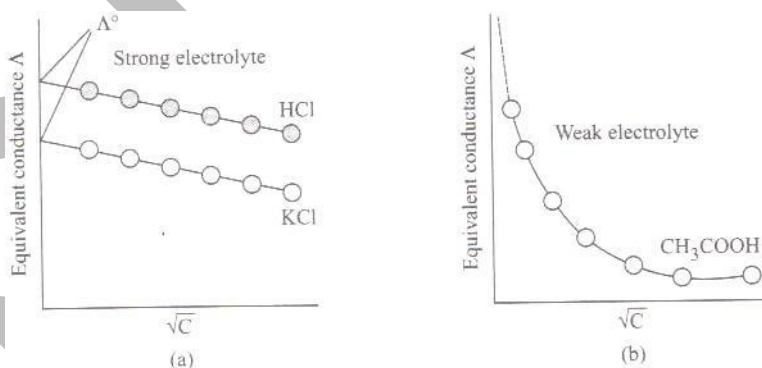 Λ°
Strong electrolyte
HCl
KCl
Equivalent conductance Λ
√C
(a)
Equivalent conductance Λ
Weak electrolyte
CH₃COOH
√C
(b)